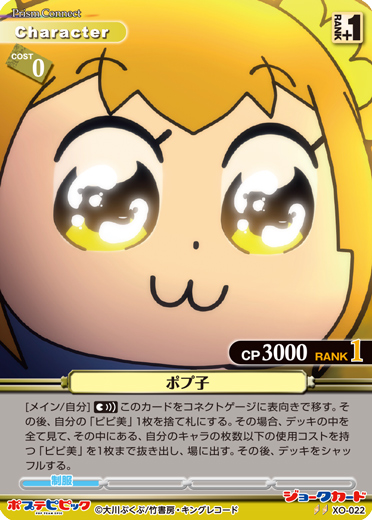 Prism Connect
Character
RANK +1
COST 0
CP 3000 RANK 1
ポプ子
[メイン/自分] このカードをコネクトゲージに表向きで移す。そ
の後、自分の「ピピ美」1枚を捨て札にする。その場合、デッキの中を
全て見て、その中にある、自分のキャラの枚数以下の使用コストを持
つ「ピピ美」を1枚まで抜き出し、場に出す。その後、デッキをシャッ
フルする。
制服
ポプテピピック ジョークカード
POP TEAM EPIC ©大川ぶくぶ/竹書房・キングレコード XO-022